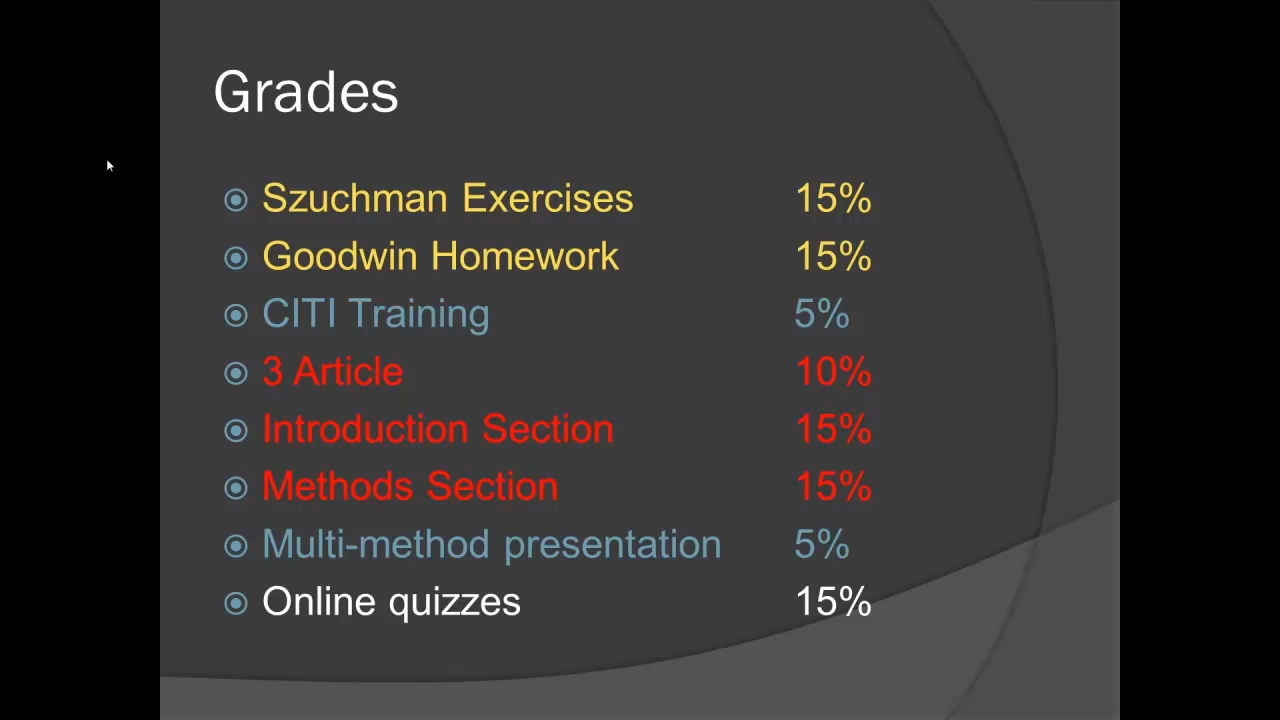 Grades
Szuchman Exercises 15%
Goodwin Homework 15%
CITI Training 5%
3 Article 10%
Introduction Section 15%
Methods Section 15%
Multi-method presentation 5%
Online quizzes 15%